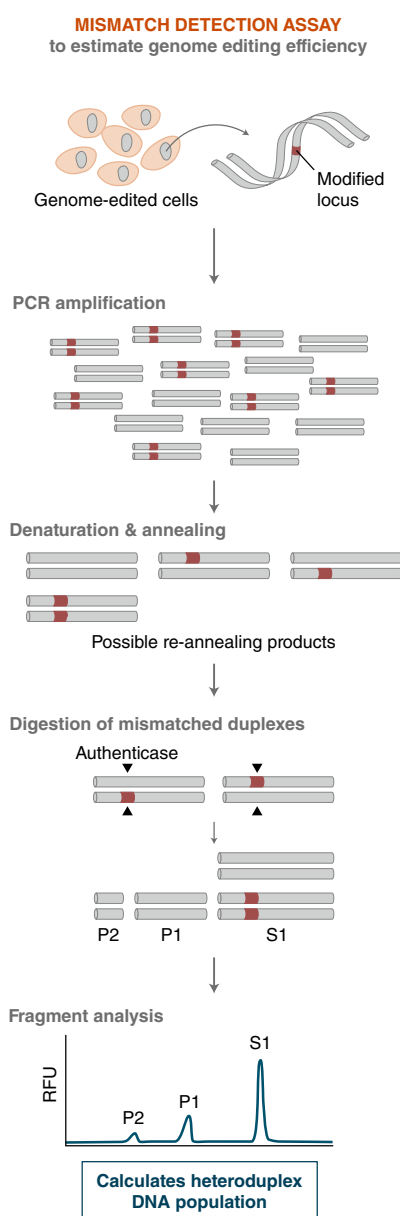 MISMATCH DETECTION ASSAY
to estimate genome editing efficiency
Genome-edited cells
Modified
locus
PCR amplification
Denaturation & annealing
Possible re-annealing products
Digestion of mismatched duplexes
Authenticase
P2 P1 S1
Fragment analysis
S1
P1
P2
RFU
Calculates heteroduplex
DNA population